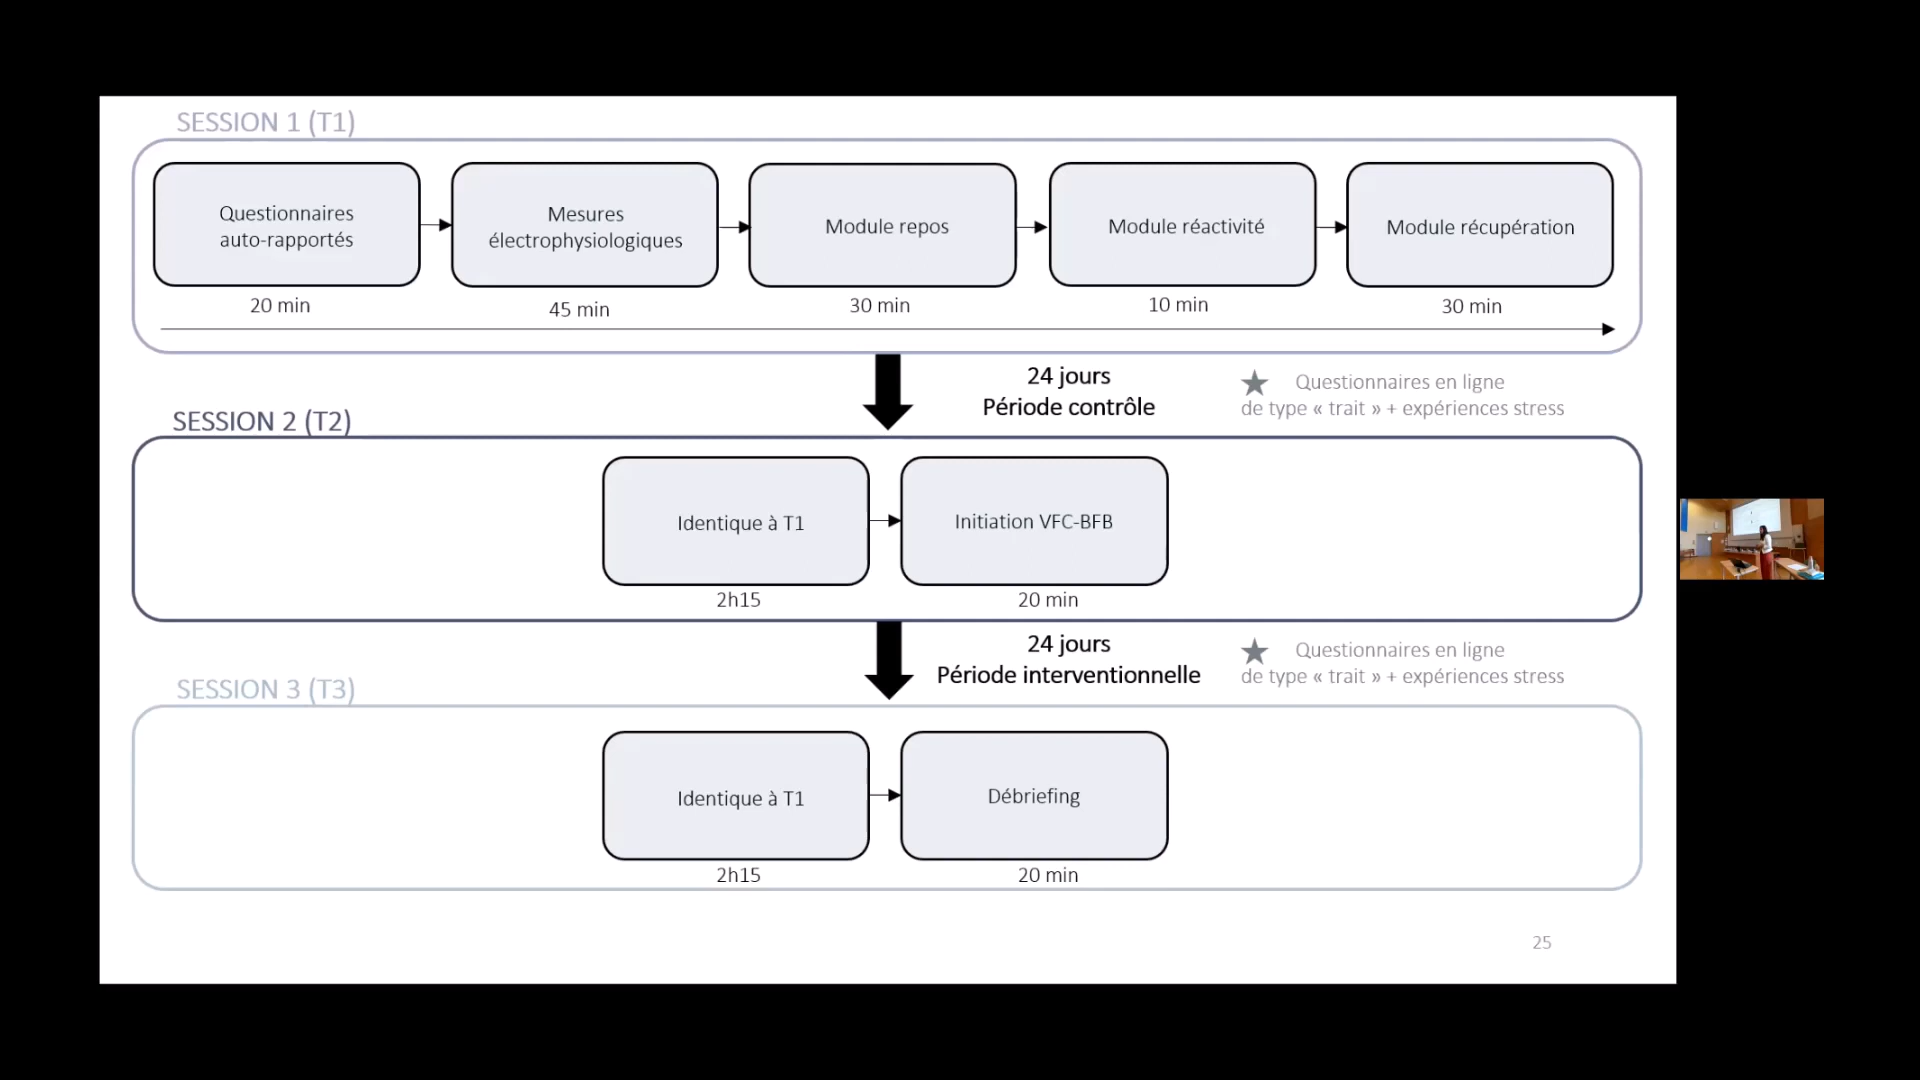 SESSION 1 (T1)
Questionnaires
auto-rapportés
Mesures
électrophysiologiques
Module repos
Module réactivité
Module récupération
20 min
45 min
30 min
10 min
30 min
24 jours
Période contrôle
Questionnaires en ligne
de type « trait » + expériences stress
SESSION 2 (T2)
Identique à T1
Initiation VFC-BFB
2h15
20 min
24 jours
Période interventionnelle
Questionnaires en ligne
de type « trait » + expériences stress
SESSION 3 (T3)
Identique à T1
Débriefing
2h15
20 min
25